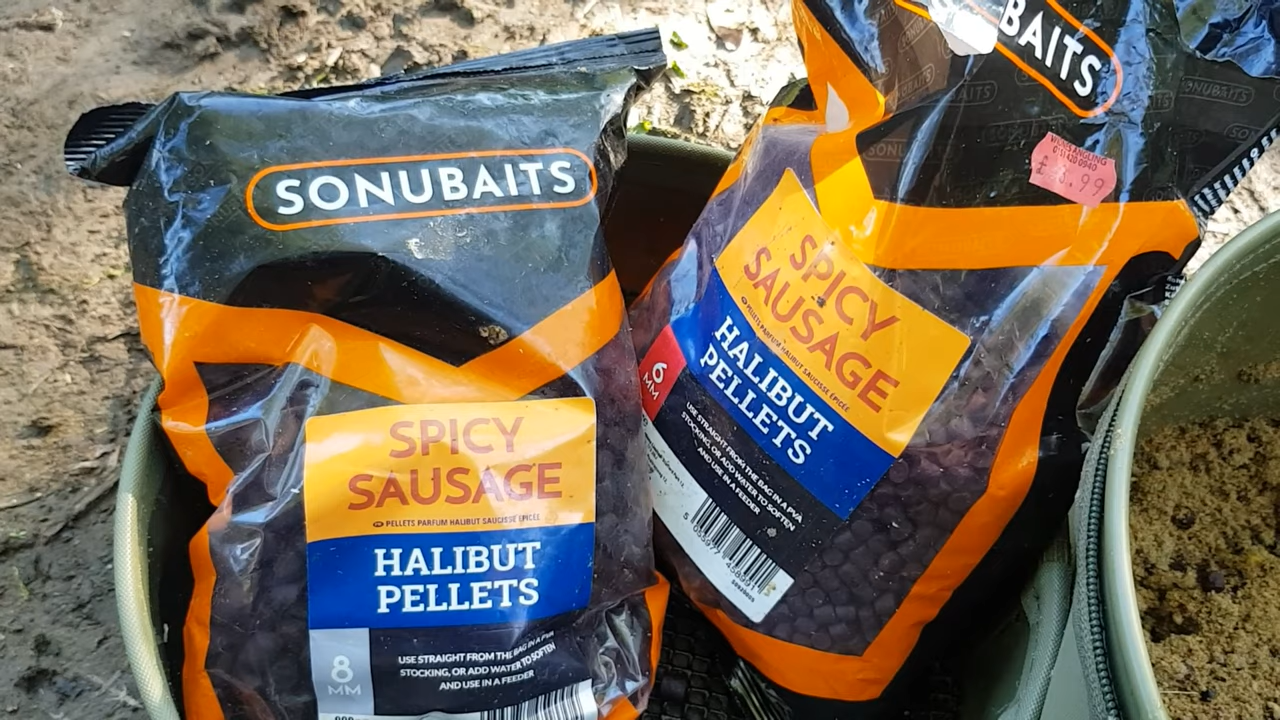 SONUBAITS
SPICY
SAUSAGE
PELLETS PARFUM HALIBUT SAUCISSE ÉPICÉE
HALIBUT
PELLETS
8
MM
USE STRAIGHT FROM THE BAG IN A PVA
STOCKING, OR ADD WATER TO SOFTEN
AND USE IN A FEEDER
BAITS
£
.99
SPICY
SAUSAGE
PELLETS PARFUM HALIBUT SAUCISSE ÉPICÉE
HALIBUT
PELLETS
6
MM
USE STRAIGHT FROM THE BAG IN A PVA
STOCKING, OR ADD WATER TO SOFTEN
AND USE IN A FEEDER
SONUBAITS